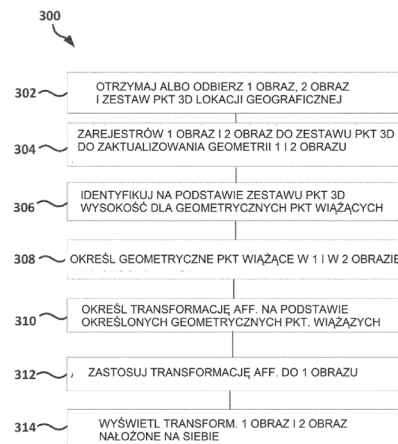 300
302
OTRZYMAJ ALBO ODBIERZ 1 OBRAZ, 2 OBRAZ
I ZESTAW PKT 3D LOKACJI GEOGRAFICZNEJ
304
ZAREJESTRÓW 1 OBRAZ I 2 OBRAZ DO ZESTAWU PKT 3D
DO ZAKTUALIZOWANIA GEOMETRII 1 I 2 OBRAZU
306
IDENTYFIKUJ NA PODSTAWIE ZESTAWU PKT 3D
WYSOKOŚĆ DLA GEOMETRYCZNYCH PKT WIĄŻĄCYCH
308
OKREŚL GEOMETRYCZNE PKT WIĄŻĄCE W 1 I W 2 OBRAZIE
310
OKREŚL TRANSFORMACJĘ AFF. NA PODSTAWIE
OKREŚLONYCH GEOMETRYCZNYCH PKT. WIĄŻĄZYCH
312
ZASTOSUJ TRANSFORMACJĘ AFF. DO 1 OBRAZU
314
WYŚWIETL TRANSFORM. 1 OBRAZ I 2 OBRAZ
NAŁOŻONE NA SIEBIE